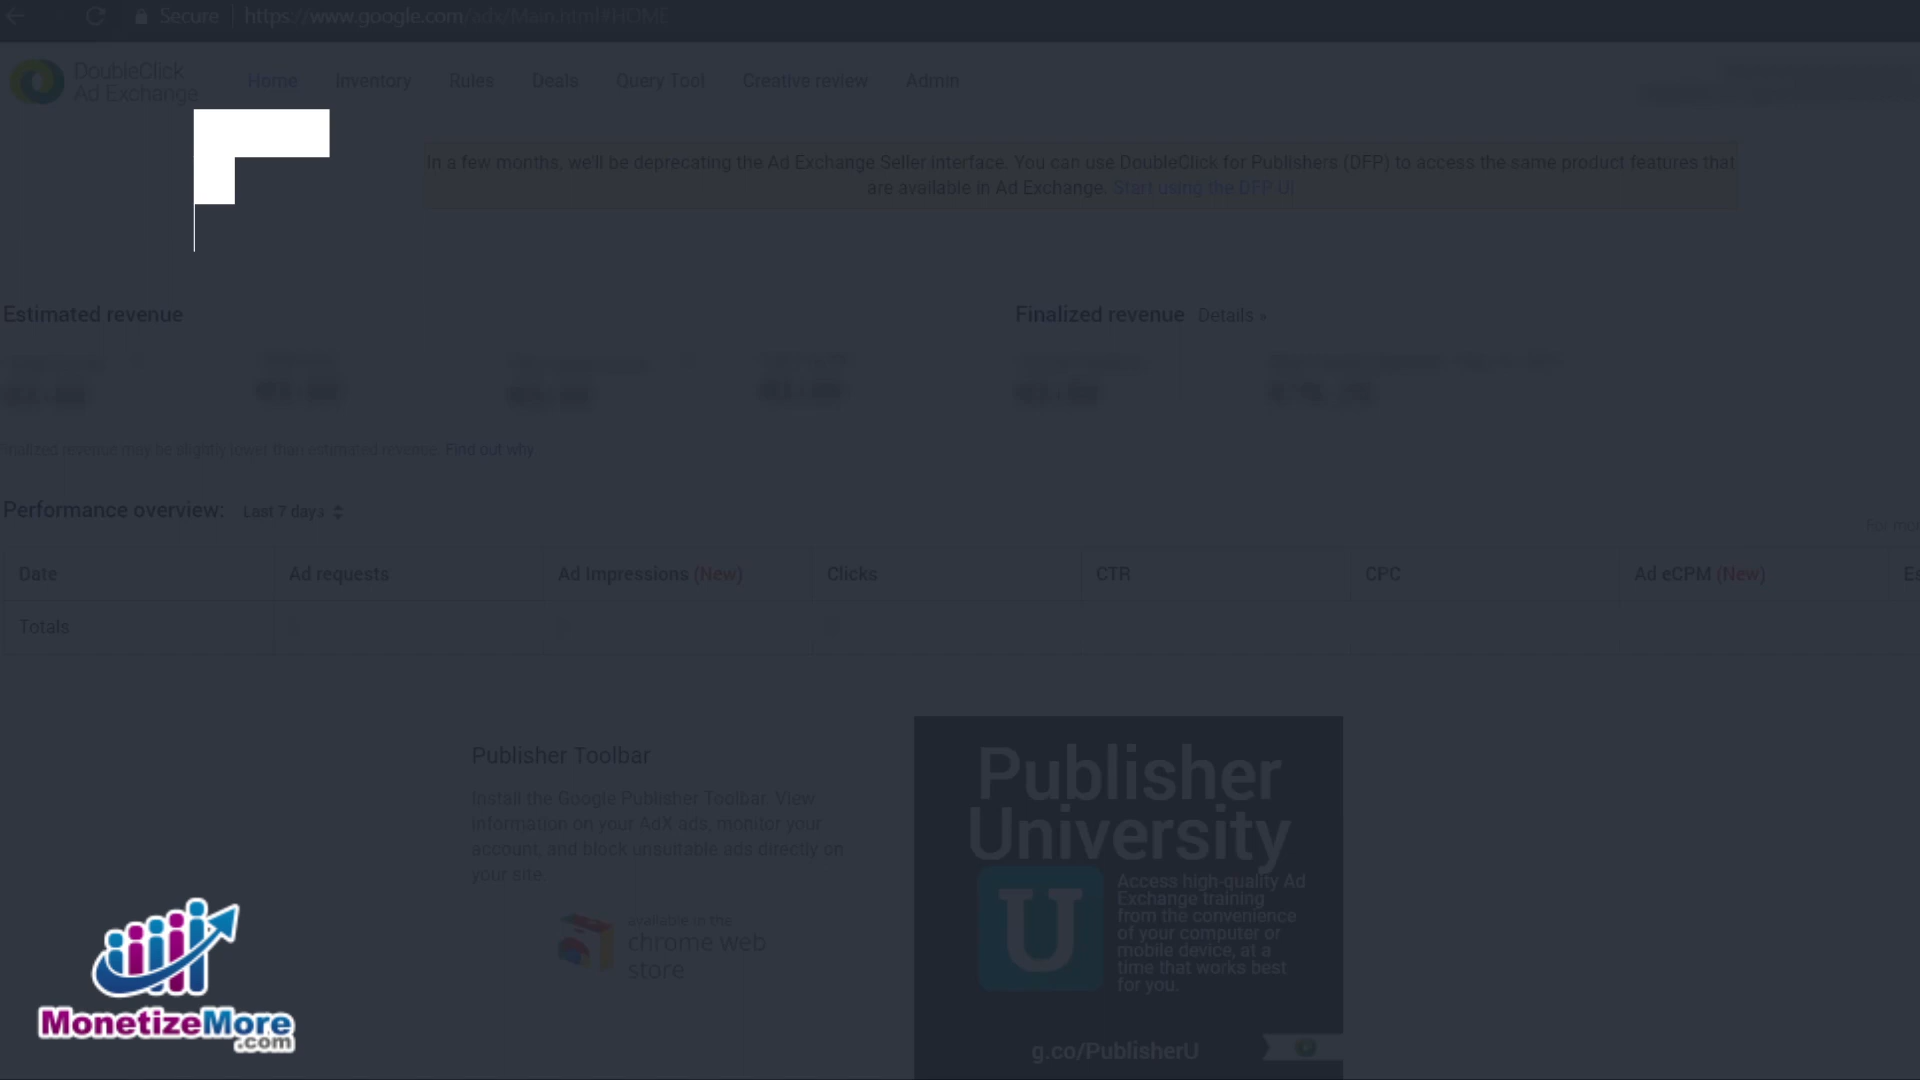 Secure https://www.google.com/adx/Main.html#HOME
DoubleClick
Ad Exchange
Home Inventory Rules Deals Query Tool Creative review Admin
In a few months, we'll be deprecating the Ad Exchange Seller interface. You can use DoubleClick for Publishers (DFP) to access the same product features that
are available in Ad Exchange. Start using the DFP UI
Estimated revenue
Finalized revenue Details »
nalized revenue may be slightly lower than estimated revenue. Find out why
Performance overview: Last 7 days
For mor
Date Ad requests Ad Impressions (New) Clicks CTR CPC Ad eCPM (New) Es
Totals
Publisher Toolbar
Install the Google Publisher Toolbar. View
information on your AdX ads, monitor your
account, and block unsuitable ads directly on
your site.
available in the
chrome web
store
Publisher
University
U
Access high-quality Ad
Exchange training
from the convenience
of your computer or
mobile device, at a
time that works best
for you.
g.co/PublisherU
MonetizeMore
.com